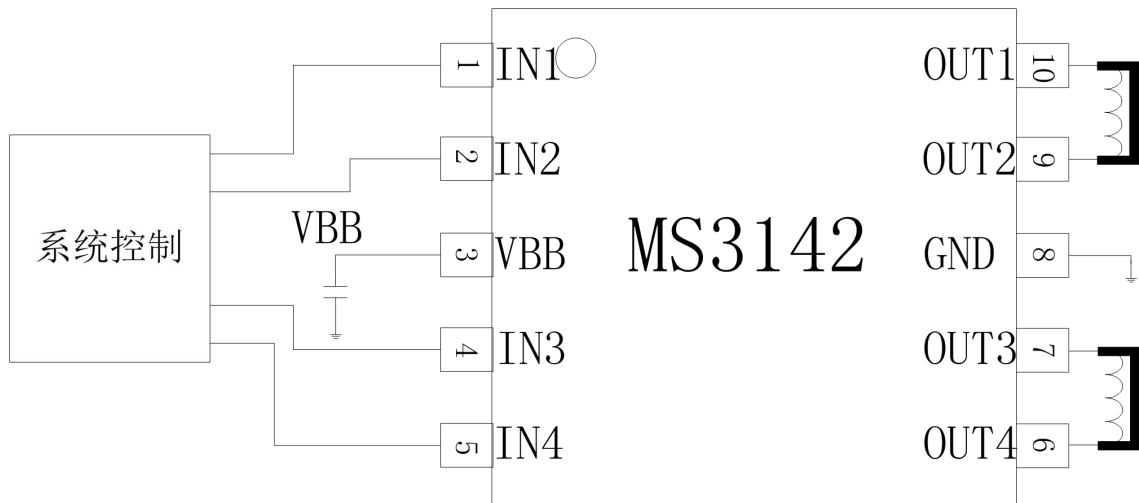 1 IN1
2 IN2
VBB
3 VBB
4 IN3
5 IN4
系统控制
MS3142
OUT1 10
OUT2 9
GND 8
OUT3 7
OUT4 6